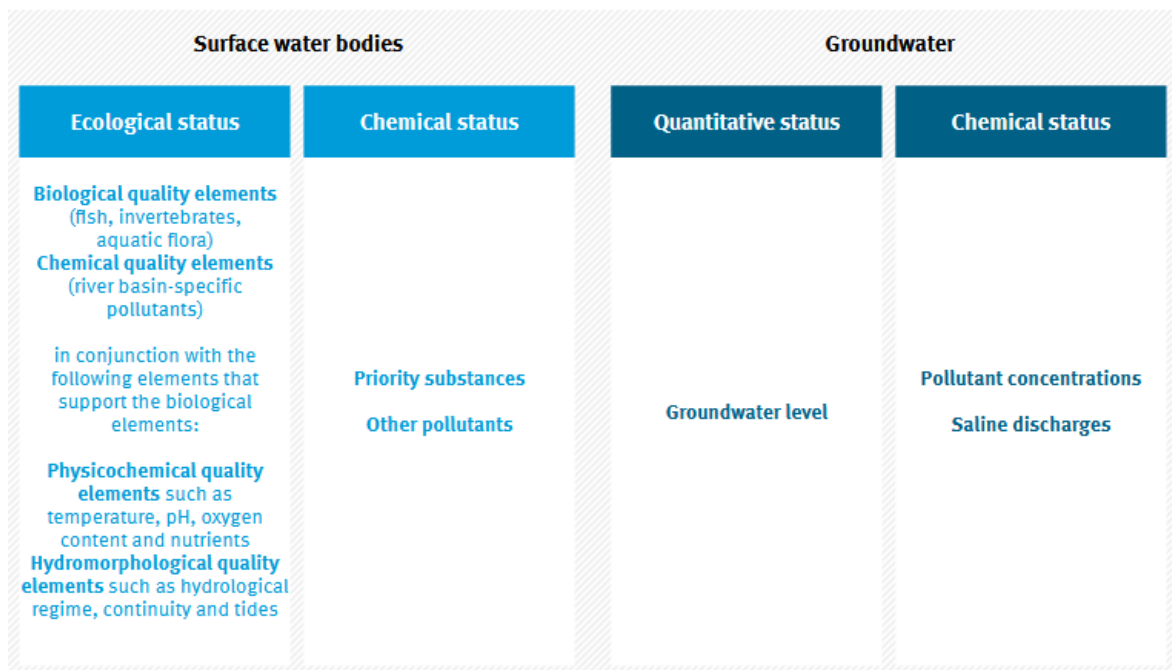 Surface water bodies
Groundwater
Ecological status
Chemical status
Quantitative status
Chemical status
Biological quality elements
(fish, invertebrates,
aquatic flora)
Chemical quality elements
(river basin-specific
pollutants)
in conjunction with the
following elements that
support the biological
elements:
Physicochemical quality
elements such as
temperature, pH, oxygen
content and nutrients
Hydromorphological quality
elements such as hydrological
regime, continuity and tides
Priority substances
Other pollutants
Groundwater level
Pollutant concentrations
Saline discharges